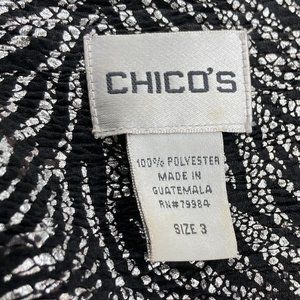 CHICO'S
100% POLYESTER
MADE IN
GUATEMALA
RN#79984
SIZE 3